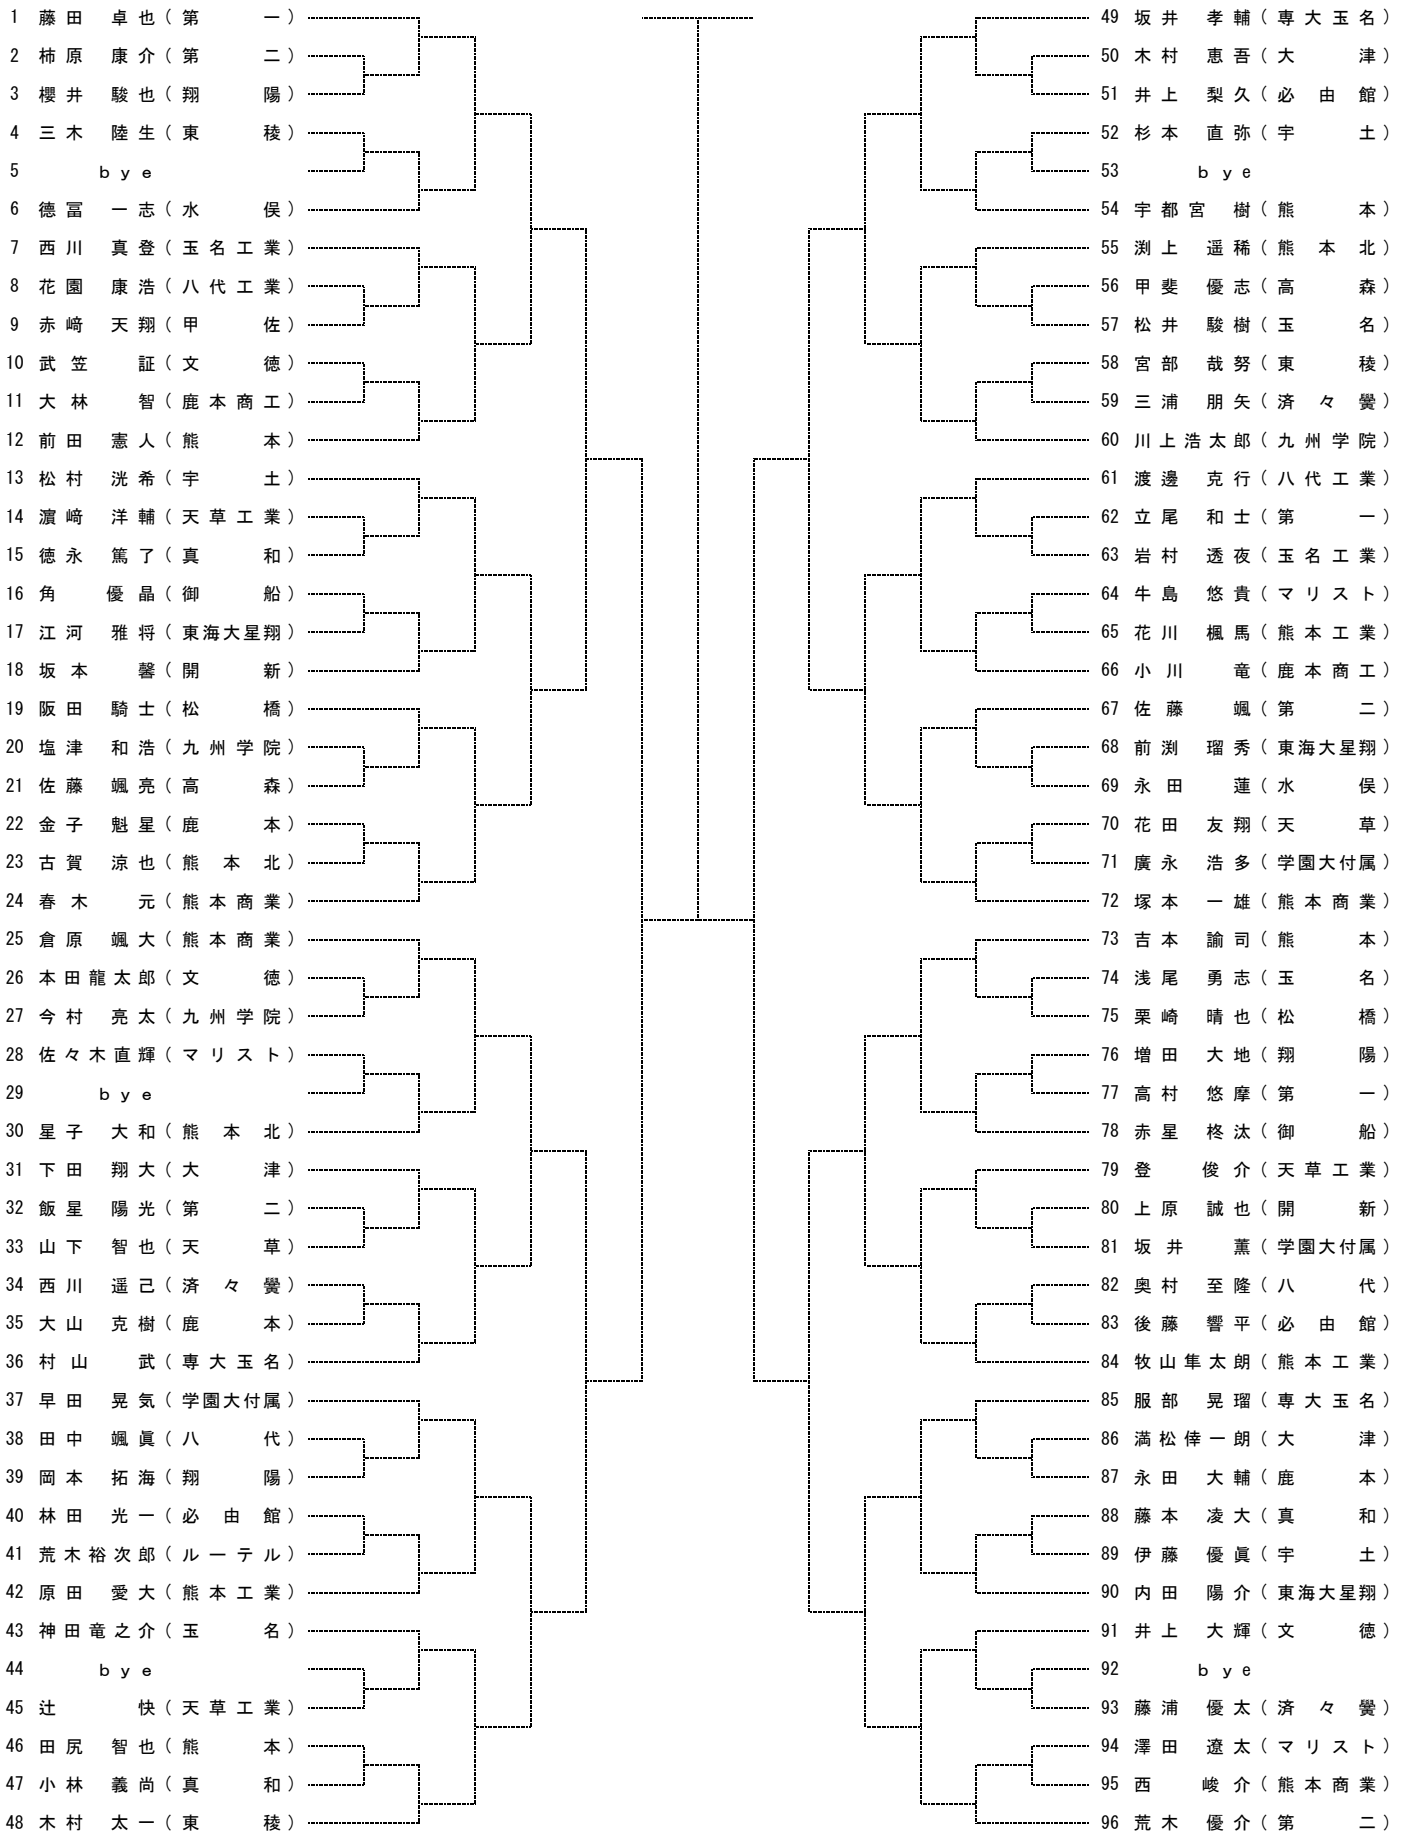 1 藤田 卓也(第一)
2 柿原 康介(第二)
3 櫻井 駿也(翔陽)
4 三木 陸生(東稜)
5 bye
6 德冨 一志(水俣)
7 西川 真登(玉名工業)
8 花園 康浩(八代工業)
9 赤﨑 天翔(甲佐)
10 武笠 証(文徳)
11 大林 智(鹿本商工)
12 前田 憲人(熊本)
13 松村 洸希(宇土)
14 濵﨑 洋輔(天草工業)
15 徳永 篤了(真和)
16 角 優晶(御船)
17 江河 雅将(東海大星翔)
18 坂本 馨(開新)
19 阪田 騎士(松橋)
20 塩津 和浩(九州学院)
21 佐藤 颯亮(高森)
22 金子 魁星(鹿本)
23 古賀 涼也(熊本北)
24 春木 元(熊本商業)
25 倉原 颯大(熊本商業)
26 本田龍太郎(文徳)
27 今村 亮太(九州学院)
28 佐々木直輝(マリスト)
29 bye
30 星子 大和(熊本北)
31 下田 翔大(大津)
32 飯星 陽光(第二)
33 山下 智也(天草)
34 西川 遥己(済々黌)
35 大山 克樹(鹿本)
36 村山 武(専大玉名)
37 早田 晃気(学園大付属)
38 田中 颯眞(八代)
39 岡本 拓海(翔陽)
40 林田 光一(必由館)
41 荒木裕次郎(ルーテル)
42 原田 愛大(熊本工業)
43 神田竜之介(玉名)
44 bye
45 辻 快(天草工業)
46 田尻 智也(熊本)
47 小林 義尚(真和)
48 木村 太一(東稜)
49 坂井 孝輔(専大玉名)
50 木村 恵吾(大津)
51 井上 梨久(必由館)
52 杉本 直弥(宇土)
53 bye
54 宇都宮 樹(熊本)
55 渕上 遥稀(熊本北)
56 甲斐 優志(高森)
57 松井 駿樹(玉名)
58 宮部 哉努(東稜)
59 三浦 朋矢(済々黌)
60 川上浩太郎(九州学院)
61 渡邊 克行(八代工業)
62 立尾 和士(第一)
63 岩村 透夜(玉名工業)
64 牛島 悠貴(マリスト)
65 花川 楓馬(熊本工業)
66 小川 竜(鹿本商工)
67 佐藤 颯(第二)
68 前渕 瑠秀(東海大星翔)
69 永田 蓮(水俣)
70 花田 友翔(天草)
71 廣永 浩多(学園大付属)
72 塚本 一雄(熊本商業)
73 吉本 諭司(熊本)
74 浅尾 勇志(玉名)
75 栗崎 晴也(松橋)
76 増田 大地(翔陽)
77 高村 悠摩(第一)
78 赤星 柊汰(御船)
79 登 俊介(天草工業)
80 上原 誠也(開新)
81 坂井 薫(学園大付属)
82 奥村 至隆(八代)
83 後藤 響平(必由館)
84 牧山隼太朗(熊本工業)
85 服部 晃瑠(専大玉名)
86 満松倖一朗(大津)
87 永田 大輔(鹿本)
88 藤本 凌大(真和)
89 伊藤 優眞(宇土)
90 内田 陽介(東海大星翔)
91 井上 大輝(文徳)
92 bye
93 藤浦 優太(済々黌)
94 澤田 遼太(マリスト)
95 西 峻介(熊本商業)
96 荒木 優介(第二)